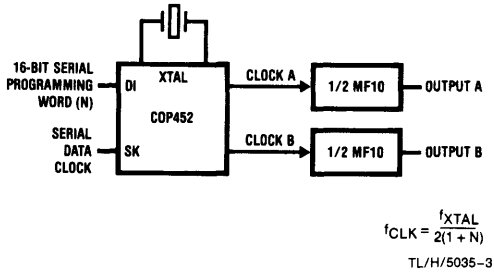 16-BIT SERIAL
PROGRAMMING
WORD (N)
DI
XTAL
COP452
SERIAL
DATA
CLOCK
SK
CLOCK A
1/2 MF10
OUTPUT A
CLOCK B
1/2 MF10
OUTPUT B
fCLK = fXTAL / 2(1 + N)
TL/H/5035-3